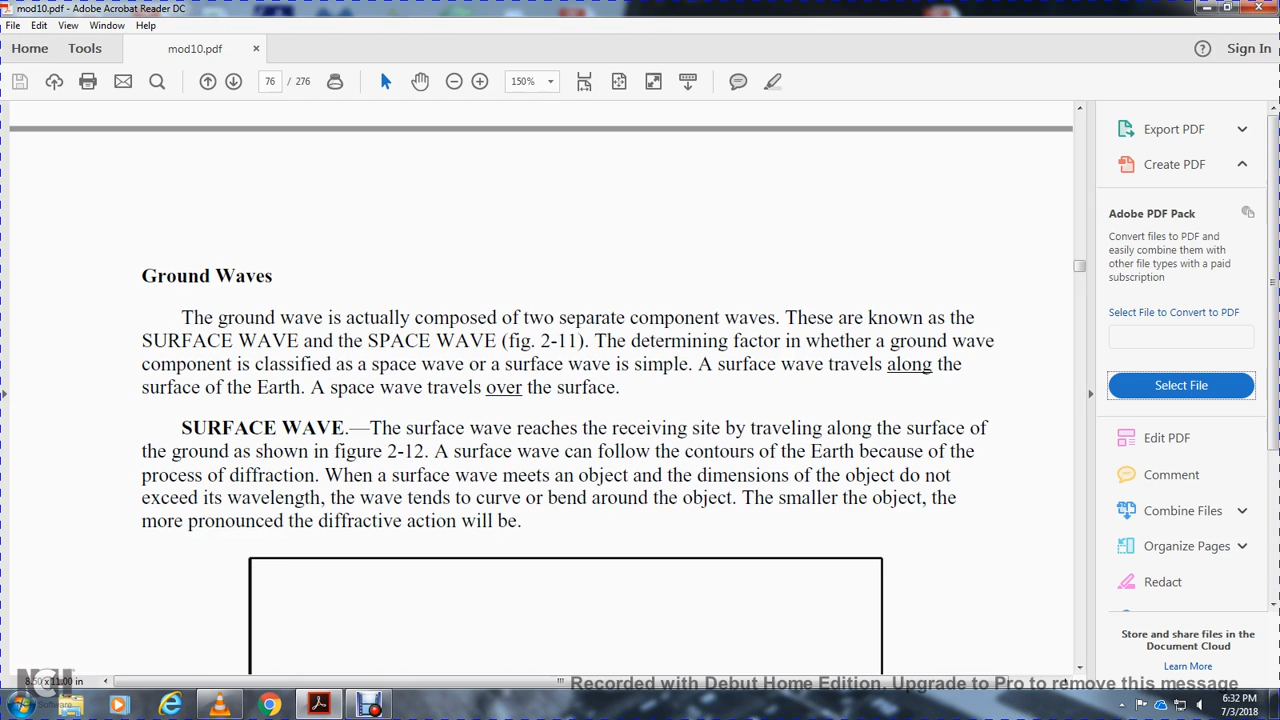 mod10.pdf - Adobe Acrobat Reader DC
File Edit View Window Help
Home Tools mod10.pdf × Sign In
76 / 276 150%
Ground Waves
The ground wave is actually composed of two separate component waves. These are known as the
SURFACE WAVE and the SPACE WAVE (fig. 2-11). The determining factor in whether a ground wave
component is classified as a space wave or a surface wave is simple. A surface wave travels along the
surface of the Earth. A space wave travels over the surface.
SURFACE WAVE.—The surface wave reaches the receiving site by traveling along the surface of
the ground as shown in figure 2-12. A surface wave can follow the contours of the Earth because of the
process of diffraction. When a surface wave meets an object and the dimensions of the object do not
exceed its wavelength, the wave tends to curve or bend around the object. The smaller the object, the
more pronounced the diffractive action will be.
Export PDF
Create PDF
Adobe PDF Pack
Convert files to PDF and
easily combine them with
other file types with a paid
subscription
Select File to Convert to PDF
Select File
Edit PDF
Comment
Combine Files
Organize Pages
Redact
Store and share files in the
Document Cloud
Learn More
8.50 x 11.00 in
NCH
Software
Recorded with Debut Home Edition. Upgrade to Pro to remove this message
6:32 PM
7/3/2018